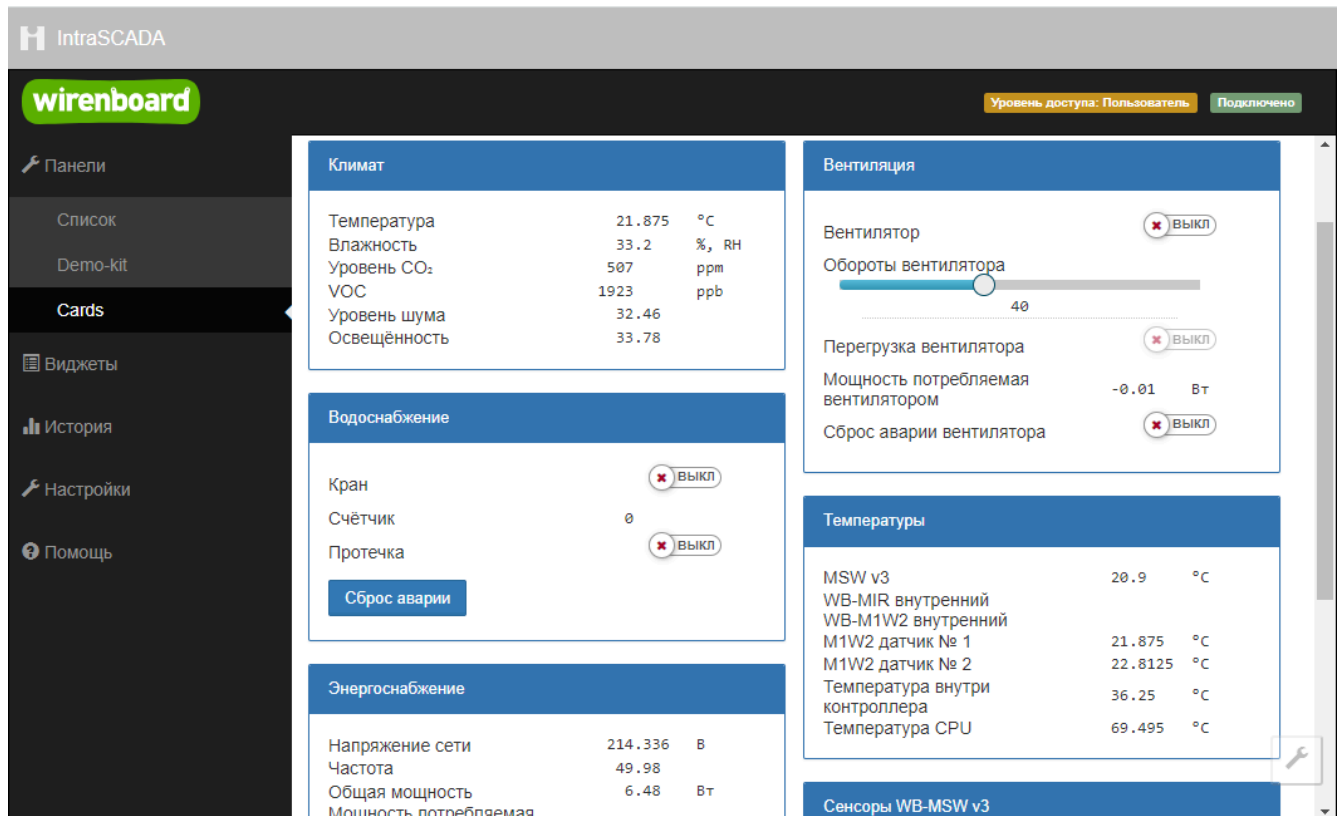 IntraSCADA
wirenboard
Уровень доступа: Пользователь
Подключено
Панели
Список
Demo-kit
Cards
Виджеты
История
Настройки
Помощь
Климат
Температура 21.875 °C
Влажность 33.2 %, RH
Уровень CO₂ 507 ppm
VOC 1923 ppb
Уровень шума 32.46
Освещённость 33.78
Водоснабжение
Кран ВЫКЛ
Счётчик 0
Протечка ВЫКЛ
Сброс аварии
Энергоснабжение
Напряжение сети 214.336 В
Частота 49.98
Общая мощность 6.48 Вт
Мощность потребляемая
Вентиляция
Вентилятор ВЫКЛ
Обороты вентилятора
40
Перегрузка вентилятора ВЫКЛ
Мощность потребляемая
вентилятором -0.01 Вт
Сброс аварии вентилятора ВЫКЛ
Температуры
MSW v3 20.9 °C
WB-MIR внутренний
WB-M1W2 внутренний
M1W2 датчик № 1 21.875 °C
M1W2 датчик № 2 22.8125 °C
Температура внутри
контроллера 36.25 °C
Температура CPU 69.495 °C
Сенсоры WB-MSW v3